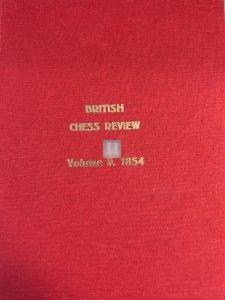 BRITISH
CHESS REVIEW
Volume II. 1854